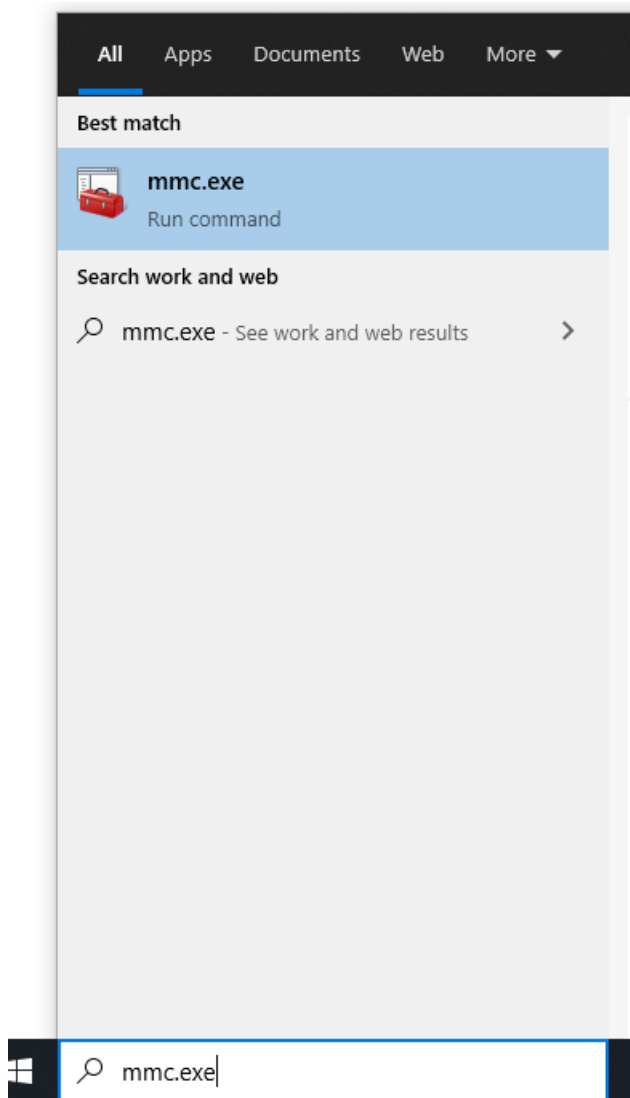 All Apps Documents Web More
Best match
mmc.exe
Run command
Search work and web
mmc.exe - See work and web results
mmc.exe